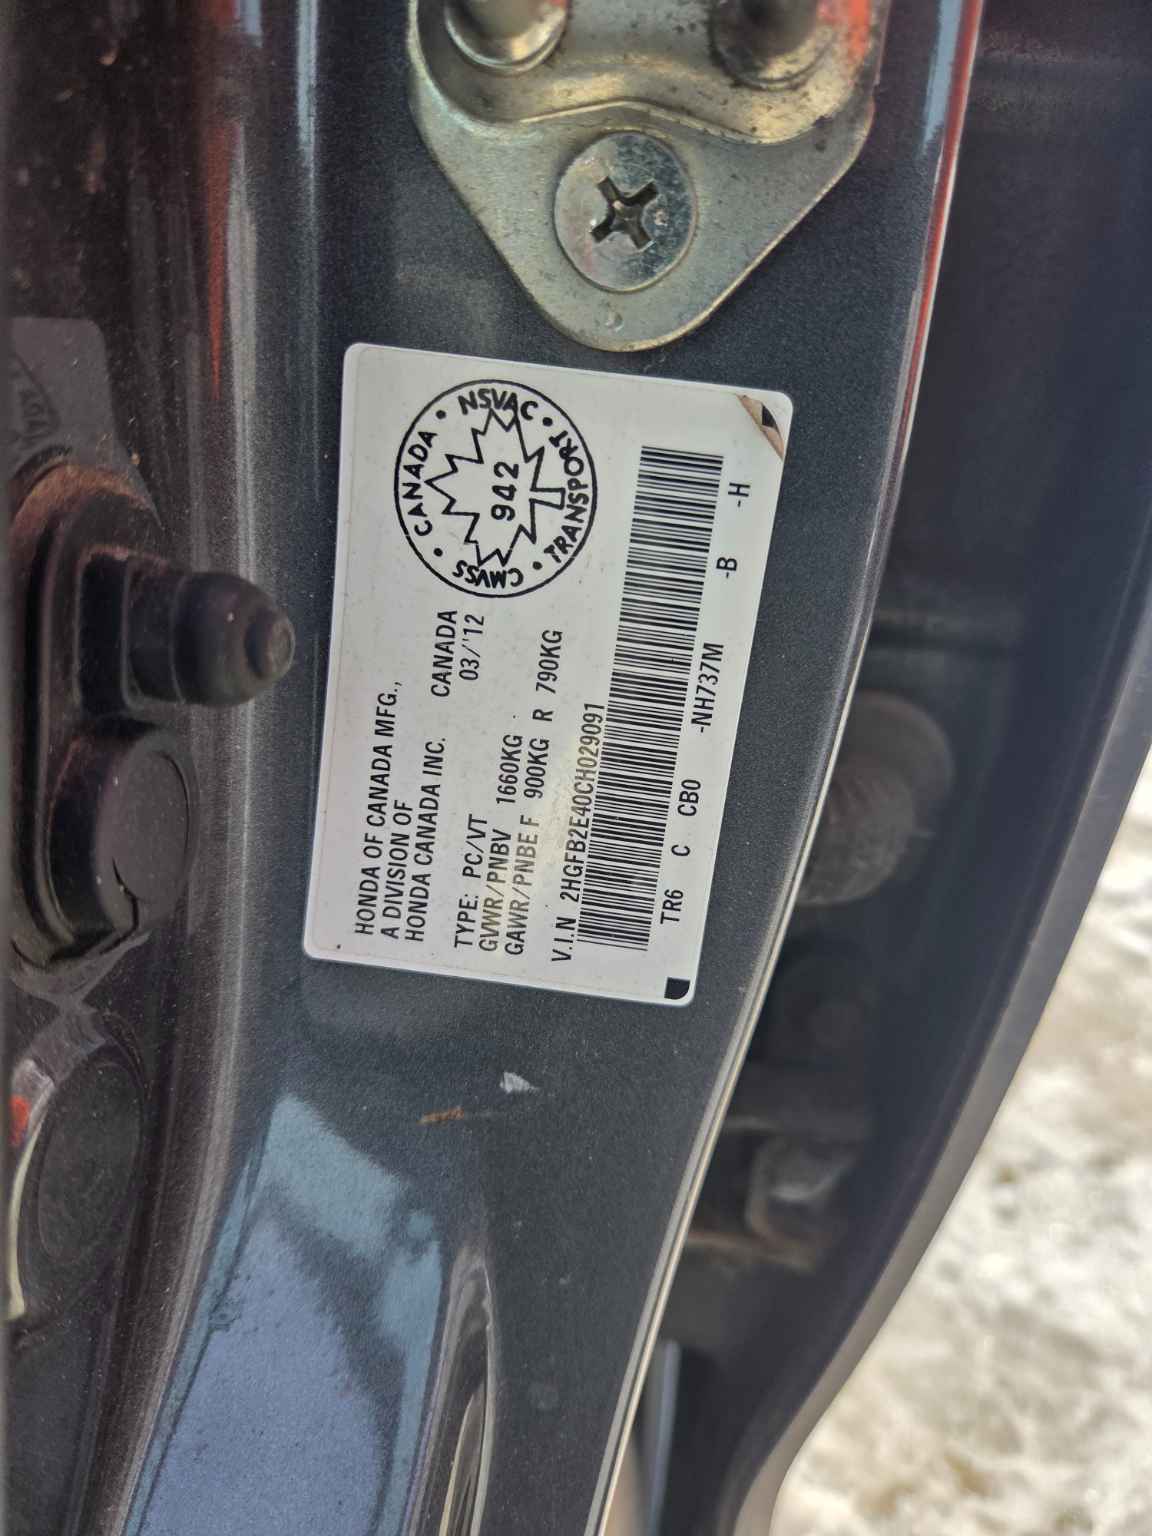 HONDA OF CANADA MFG.,
A DIVISION OF
HONDA CANADA INC. CANADA
03/'12
TYPE: PC/VT
GVWR/PNBV 1660KG
GAWR/PNBE F 900KG R 790KG
V.I.N 2HGFB2E40CH029091
TR6 C CB0 -NH737M -B -H
CANADA • NSVAC • TRANSPORT • CMVSS •
942